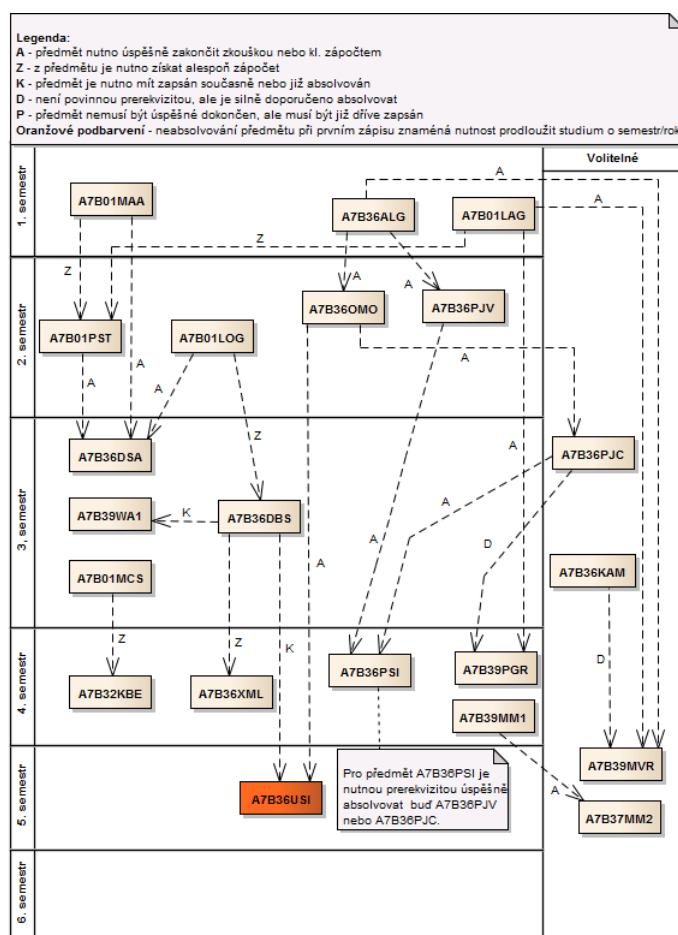 Legenda:
A - předmět nutno úspěšně zakončit zkouškou nebo kl. zápočtem
Z - z předmětu je nutno získat alespoň zápočet
K - předmět je nutno mít zapsán současně nebo již absolvován
D - není povinnou prerekvizitou, ale je silně doporučeno absolvovat
P - předmět nemusí být úspěšné dokončen, ale musí být již dříve zapsán
Oranžové podbarvení - neabsolvování předmětu při prvním zápisu znamená nutnost prodloužit studium o semestr/rok
Volitelné
1. semestr
A7B01MAA
A7B36ALG
A7B01LAG
A
A
Z
Z
A
A
2. semestr
A7B36OMO
A7B36PJV
A7B01PST
A7B01LOG
A
A
A
A
3, semestr
A7B36DSA
A7B36PJC
Z
A
A
A7B39WA1
K
A7B36DBS
A
D
A7B01MCS
A
A7B36KAM
4. semestr
Z
Z
K
A7B36PSI
A7B39PGR
D
A7B32KBE
A7B36XML
A7B39MM1
5. semestr
A7B39MVR
A7B36USI
Pro předmět A7B36PSI je
nutnou prerekvizitou úspěšně
absolvovat buď A7B36PJV
nebo A7B36PJC.
A
A7B37MM2
6. semestr